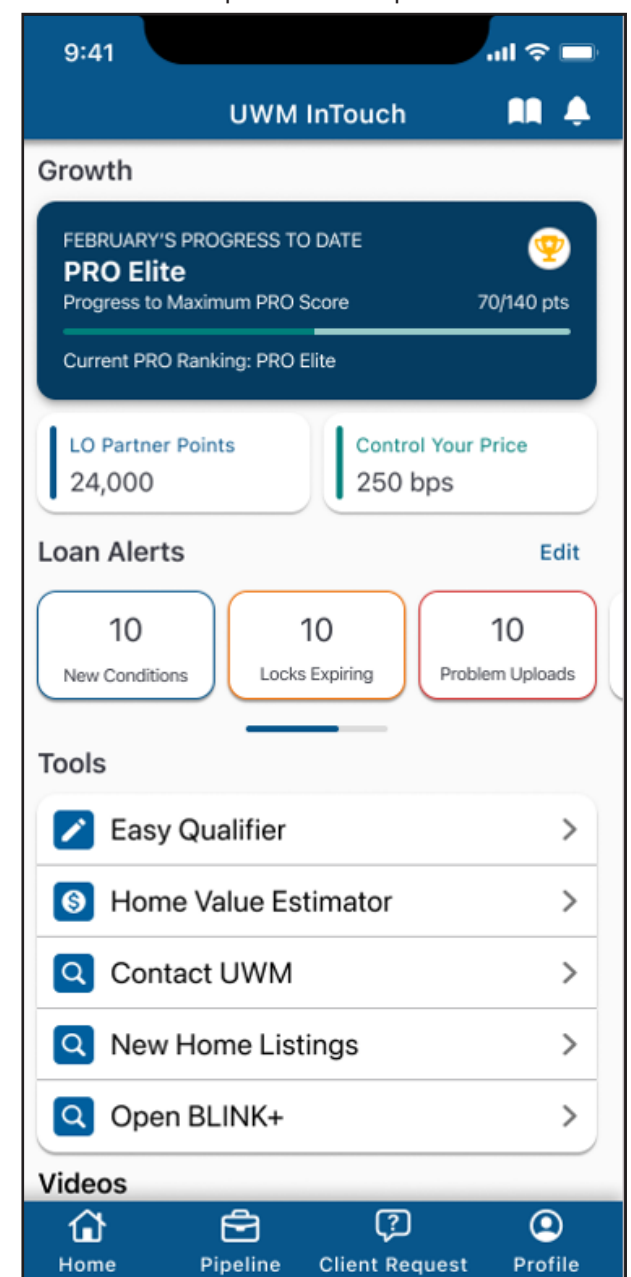 9:41
UWM InTouch
Growth
FEBRUARY'S PROGRESS TO DATE
PRO Elite
Progress to Maximum PRO Score 70/140 pts
Current PRO Ranking: PRO Elite
LO Partner Points
24,000
Control Your Price
250 bps
Loan Alerts Edit
10
New Conditions
10
Locks Expiring
10
Problem Uploads
Tools
Easy Qualifier
Home Value Estimator
Contact UWM
New Home Listings
Open BLINK+
Videos
Home Pipeline Client Request Profile